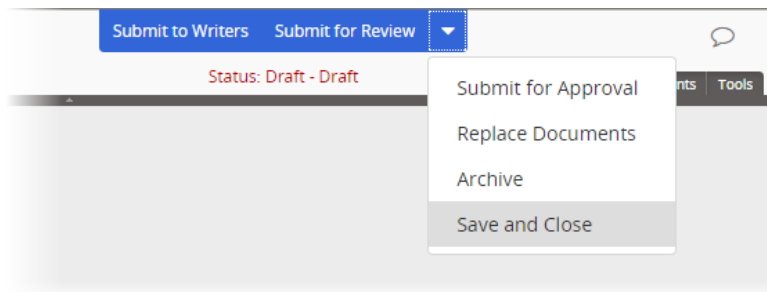 Submit to Writers Submit for Review
Status: Draft - Draft
Submit for Approval
nts Tools
Replace Documents
Archive
Save and Close